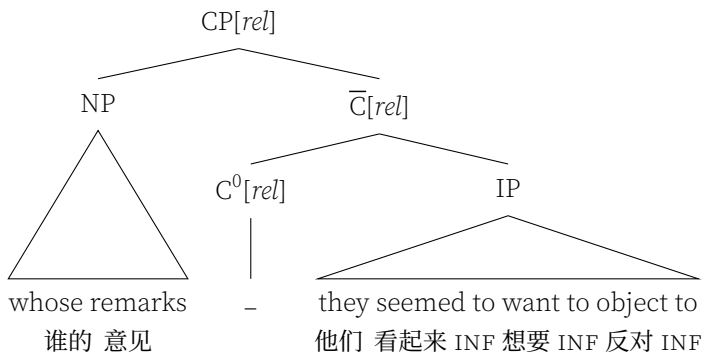 CP[rel]
NP
C̅[rel]
C⁰[rel]
IP
whose remarks – they seemed to want to object to
谁的 意见 他们 看起来 INF 想要 INF 反对 INF